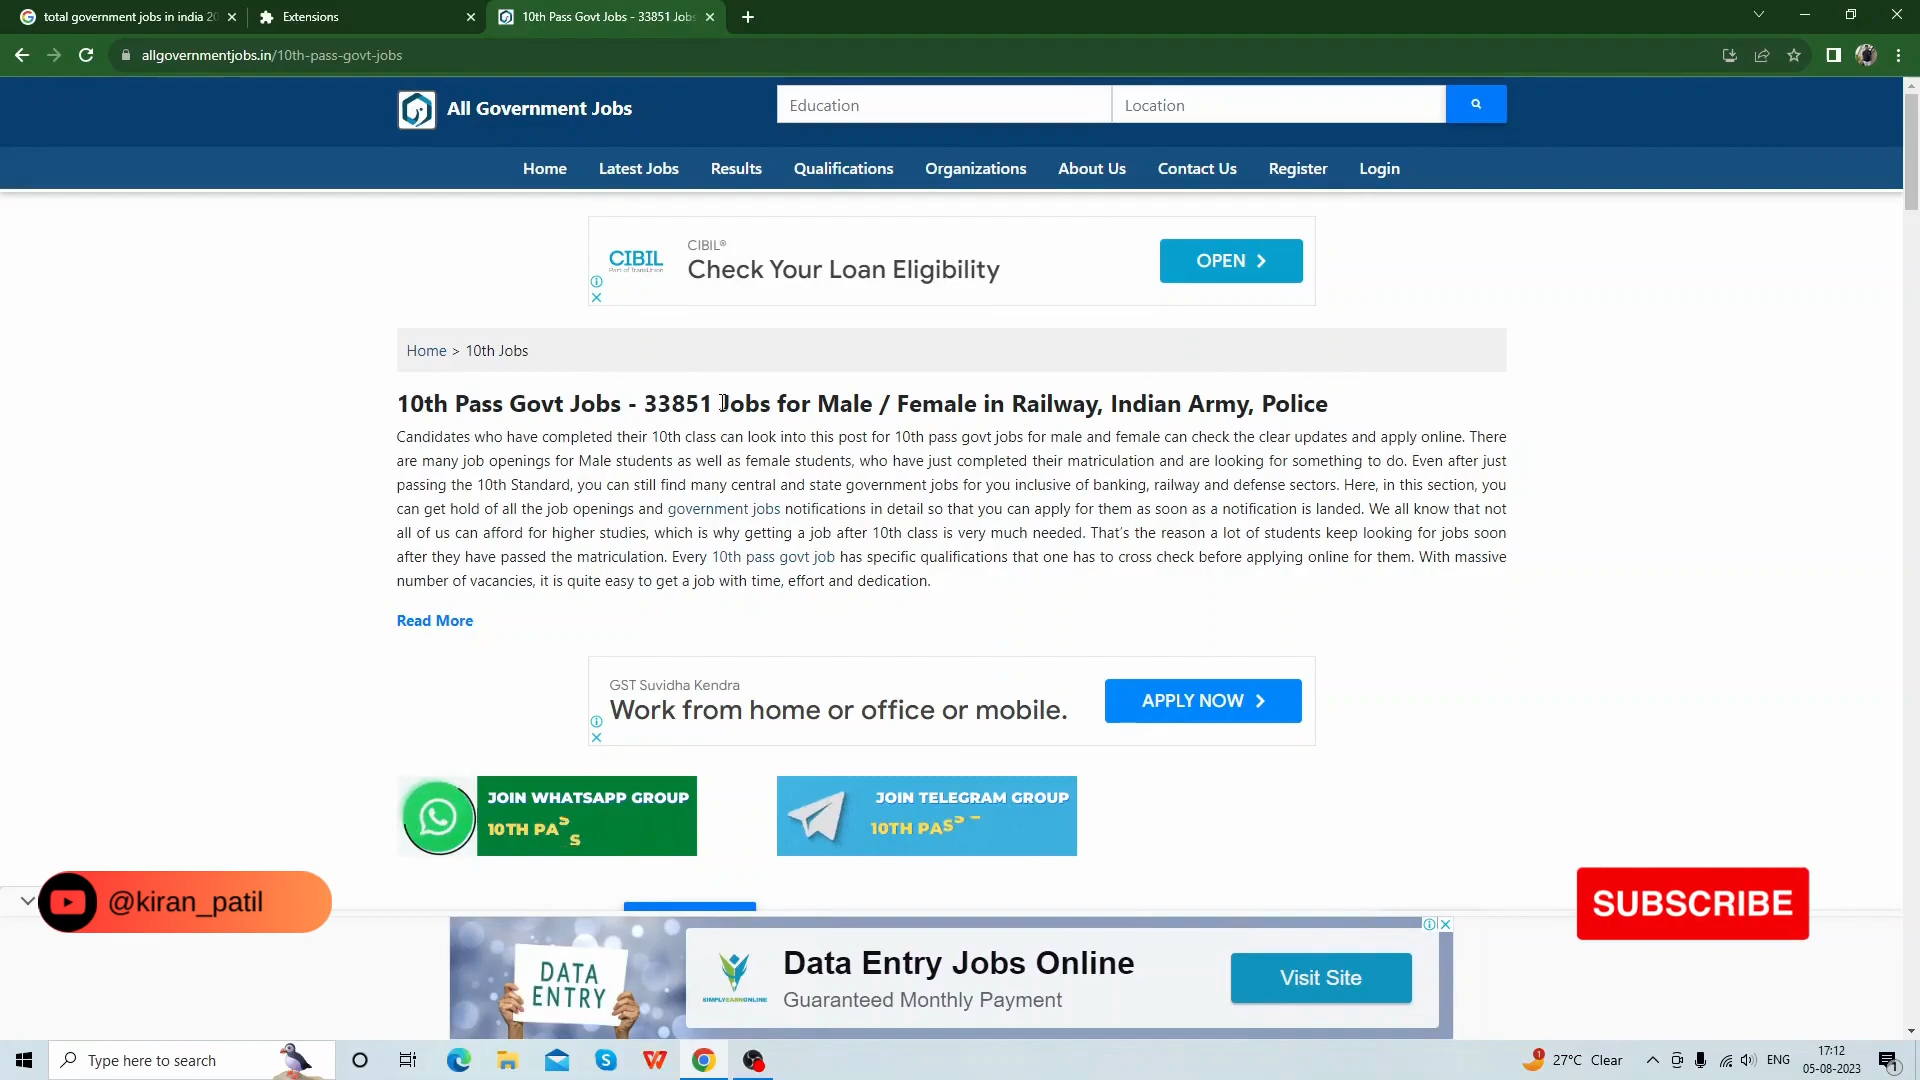 total government jobs in india 20
Extensions
10th Pass Govt Jobs - 33851 Jobs
allgovernmentjobs.in/10th-pass-govt-jobs
All Government Jobs
Education
Location
Home
Latest Jobs
Results
Qualifications
Organizations
About Us
Contact Us
Register
Login
CIBIL
Part of TransUnion
CIBIL®
Check Your Loan Eligibility
OPEN
Home > 10th Jobs
10th Pass Govt Jobs - 33851 Jobs for Male / Female in Railway, Indian Army, Police
Candidates who have completed their 10th class can look into this post for 10th pass govt jobs for male and female can check the clear updates and apply online. There
are many job openings for Male students as well as female students, who have just completed their matriculation and are looking for something to do. Even after just
passing the 10th Standard, you can still find many central and state government jobs for you inclusive of banking, railway and defense sectors. Here, in this section, you
can get hold of all the job openings and government jobs notifications in detail so that you can apply for them as soon as a notification is landed. We all know that not
all of us can afford for higher studies, which is why getting a job after 10th class is very much needed. That's the reason a lot of students keep looking for jobs soon
after they have passed the matriculation. Every 10th pass govt job has specific qualifications that one has to cross check before applying online for them. With massive
number of vacancies, it is quite easy to get a job with time, effort and dedication.
Read More
GST Suvidha Kendra
Work from home or office or mobile.
APPLY NOW
JOIN WHATSAPP GROUP
10TH PASS
JOIN TELEGRAM GROUP
10TH PASS
@kiran_patil
SUBSCRIBE
DATA
ENTRY
SIMPLYEARNONLINE
Data Entry Jobs Online
Guaranteed Monthly Payment
Visit Site
Type here to search
1
27°C Clear
ENG
17:12
05-08-2023
1